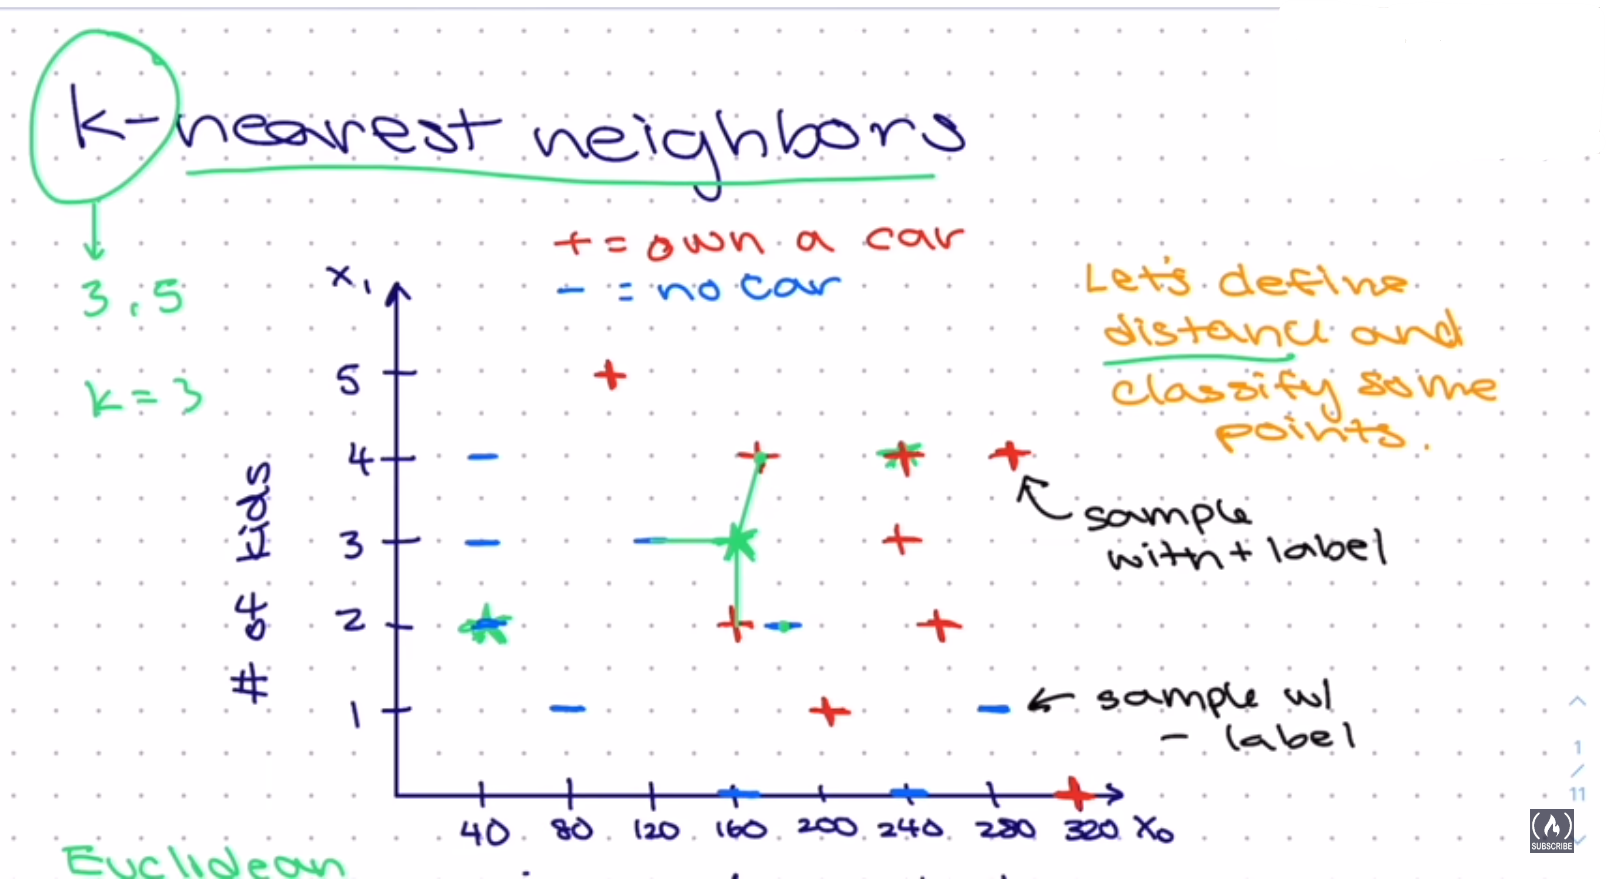 k-nearest neighbors
+ = own a car
- = no car
3, 5
k = 3
Let's define
distance and
classify some
points.
x₁
5
4
3
2
1
# of kids
sample
with + label
sample w/
- label
40 80 120 160 200 240 280 320 x₀
Euclidean
1
/
11
SUBSCRIBE